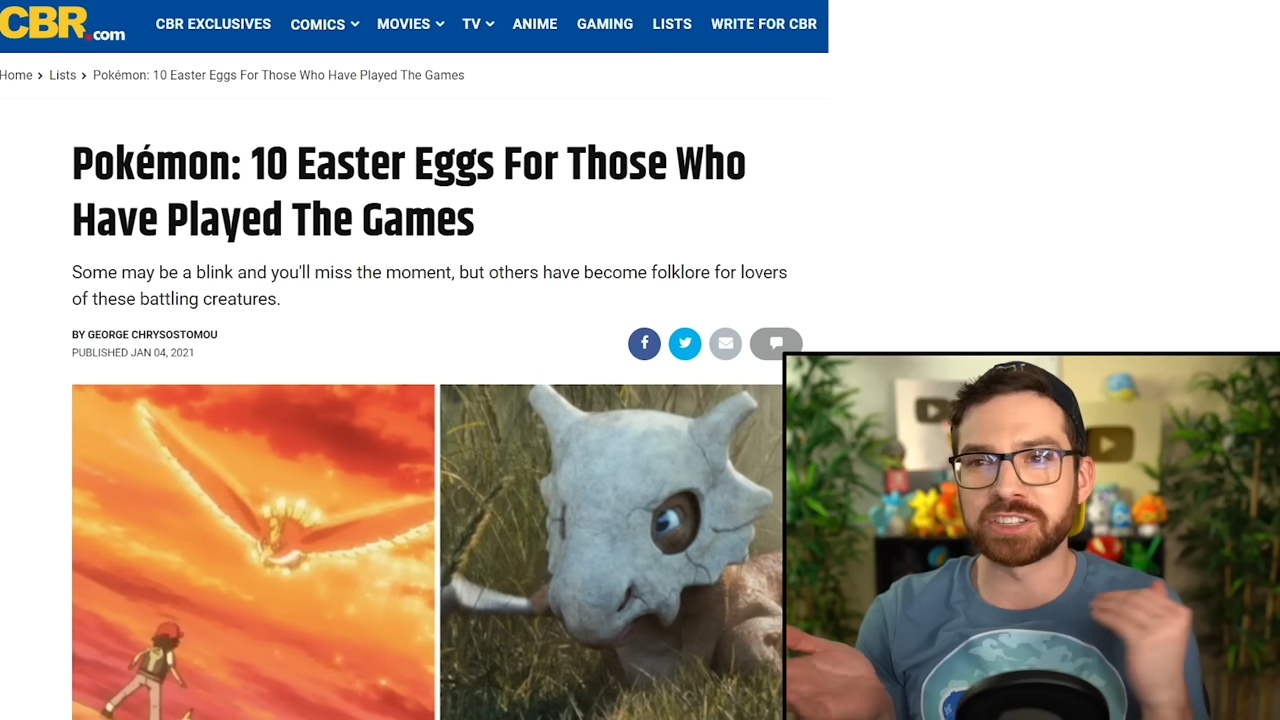 CBR.com
CBR EXCLUSIVES COMICS MOVIES TV ANIME GAMING LISTS WRITE FOR CBR
Home > Lists > Pokémon: 10 Easter Eggs For Those Who Have Played The Games
Pokémon: 10 Easter Eggs For Those Who
Have Played The Games
Some may be a blink and you'll miss the moment, but others have become folklore for lovers
of these battling creatures.
BY GEORGE CHRYSOSTOMOU
PUBLISHED JAN 04, 2021